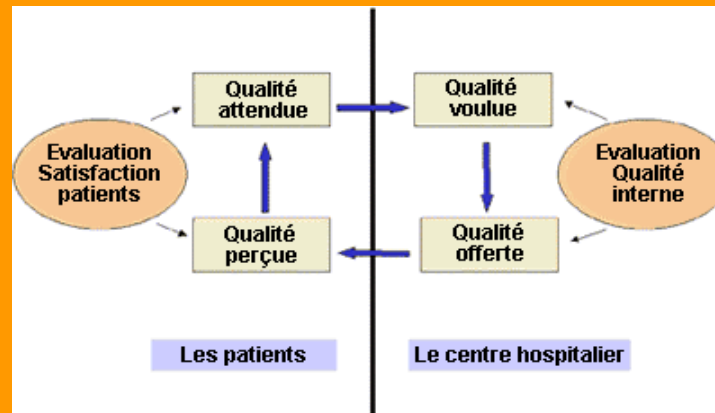 Qualité
attendue
Qualité
voulue
Evaluation
Satisfaction
patients
Evaluation
Qualité
interne
Qualité
perçue
Qualité
offerte
Les patients
Le centre hospitalier